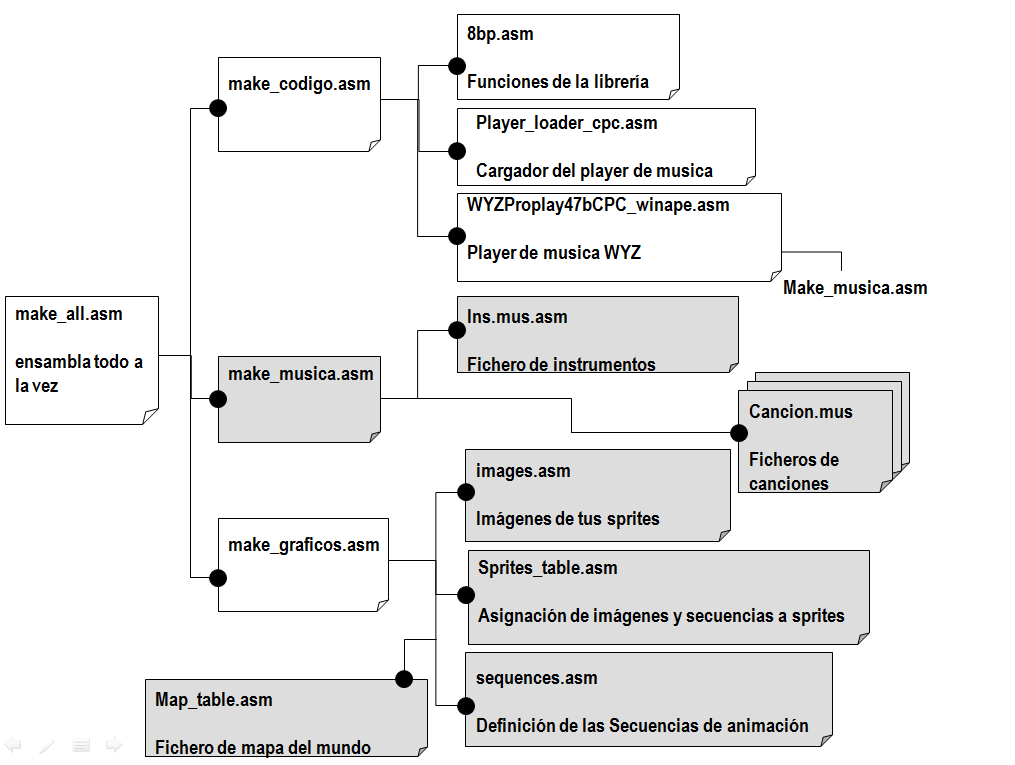 8bp.asm
Funciones de la librería
make_codigo.asm
Player_loader_cpc.asm
Cargador del player de musica
WYZProplay47bCPC_winape.asm
Player de musica WYZ
Make_musica.asm
make_all.asm
ensambla todo a
la vez
Ins.mus.asm
Fichero de instrumentos
make_musica.asm
Cancion.mus
Ficheros de
canciones
images.asm
Imágenes de tus sprites
make_graficos.asm
Sprites_table.asm
Asignación de imágenes y secuencias a sprites
sequences.asm
Definición de las Secuencias de animación
Map_table.asm
Fichero de mapa del mundo